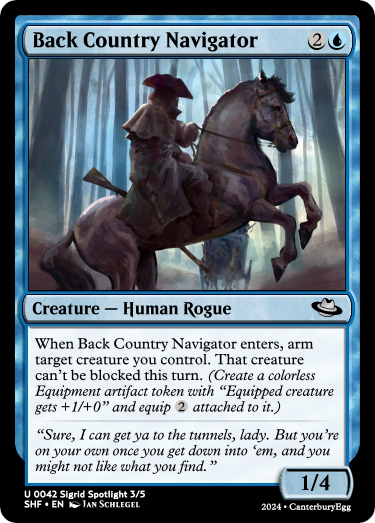 Back Country Navigator 2
Creature — Human Rogue
When Back Country Navigator enters, arm
target creature you control. That creature
can't be blocked this turn. (Create a colorless
Equipment artifact token with “Equipped creature
gets +1/+0” and equip 2 attached to it.)
“Sure, I can get ya to the tunnels, lady. But you're
on your own once you get down into ‘em, and you
might not like what you find.”
1/4
U 0042 Sigrid Spotlight 3/5
SHF • EN Jan Schlegel
2024 • CanterburyEgg